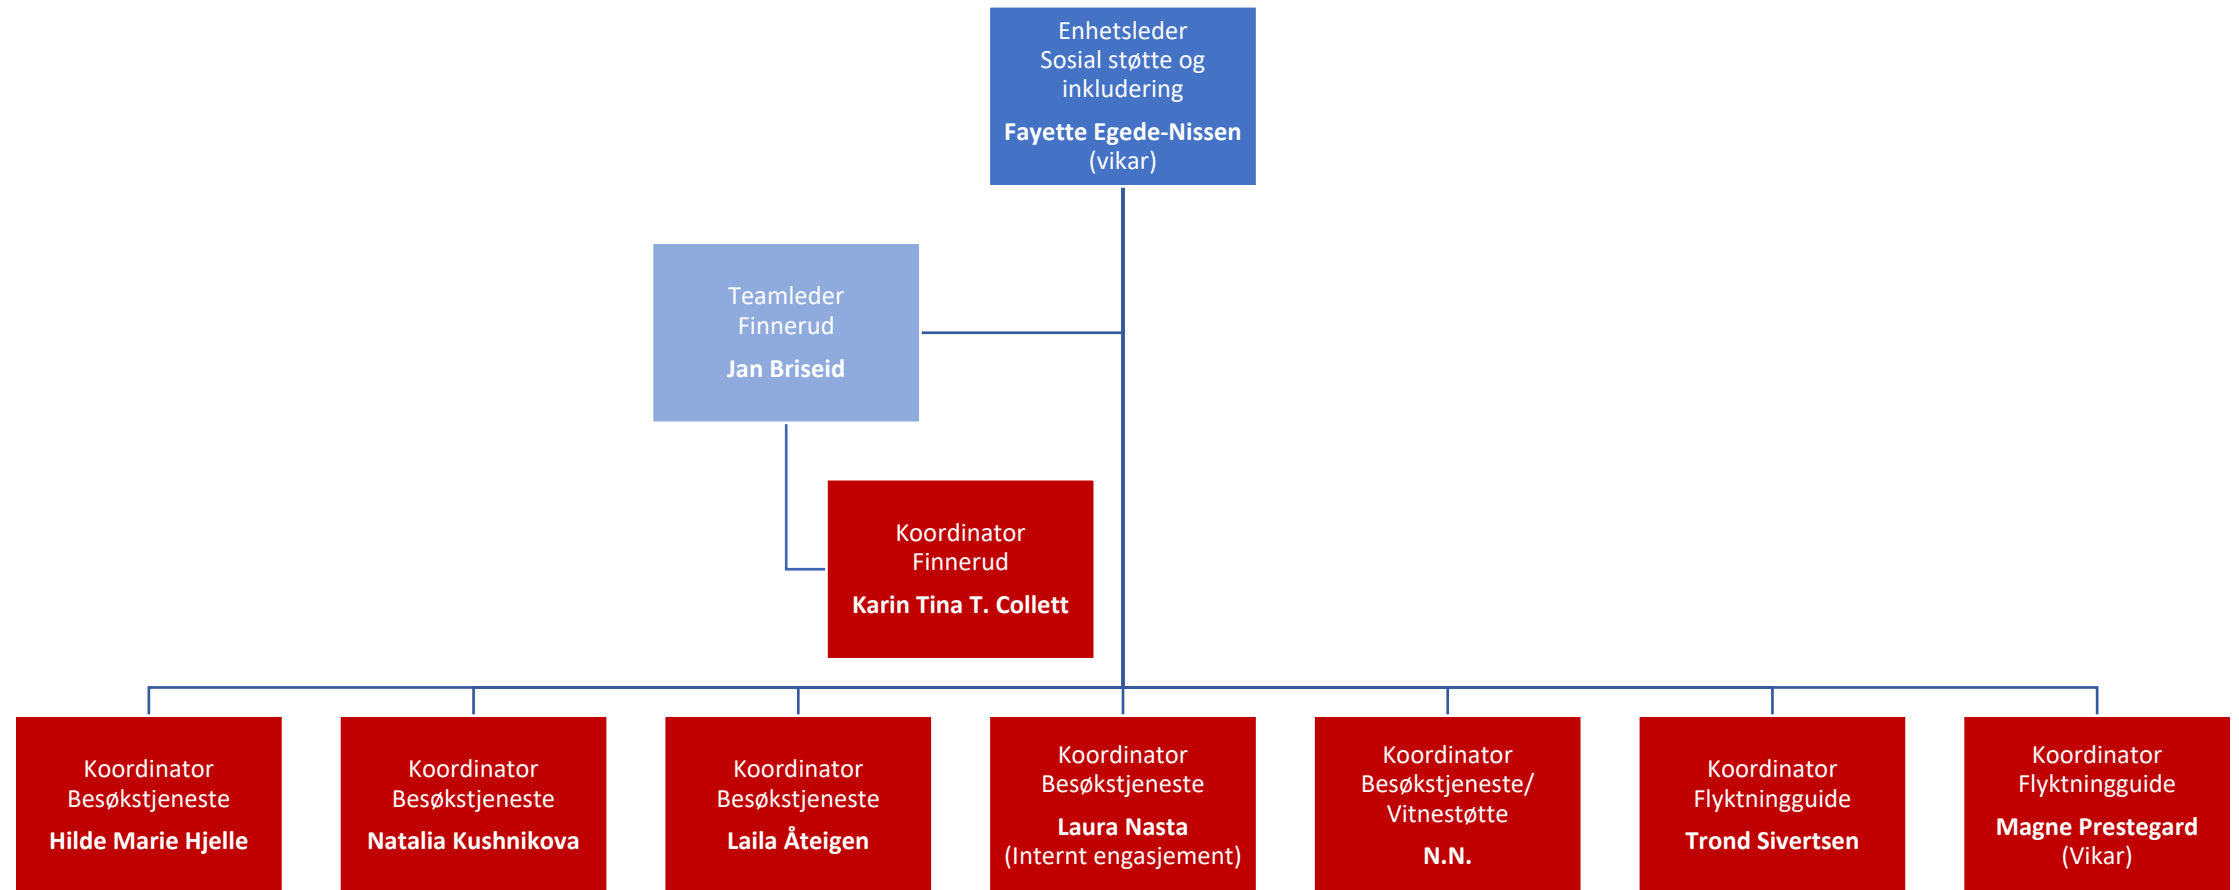 Enhetsleder
Sosial støtte og
inkludering
Fayette Egede-Nissen
(vikar)
Teamleder
Finnerud
Jan Briseid
Koordinator
Finnerud
Karin Tina T. Collett
Koordinator
Besøkstjeneste
Hilde Marie Hjelle
Koordinator
Besøkstjeneste
Natalia Kushnikova
Koordinator
Besøkstjeneste
Laila Åteigen
Koordinator
Besøkstjeneste
Laura Nasta
(Internt engasjement)
Koordinator
Besøkstjeneste/
Vitnestøtte
N.N.
Koordinator
Flyktningguide
Trond Sivertsen
Koordinator
Flyktningguide
Magne Prestegard
(Vikar)